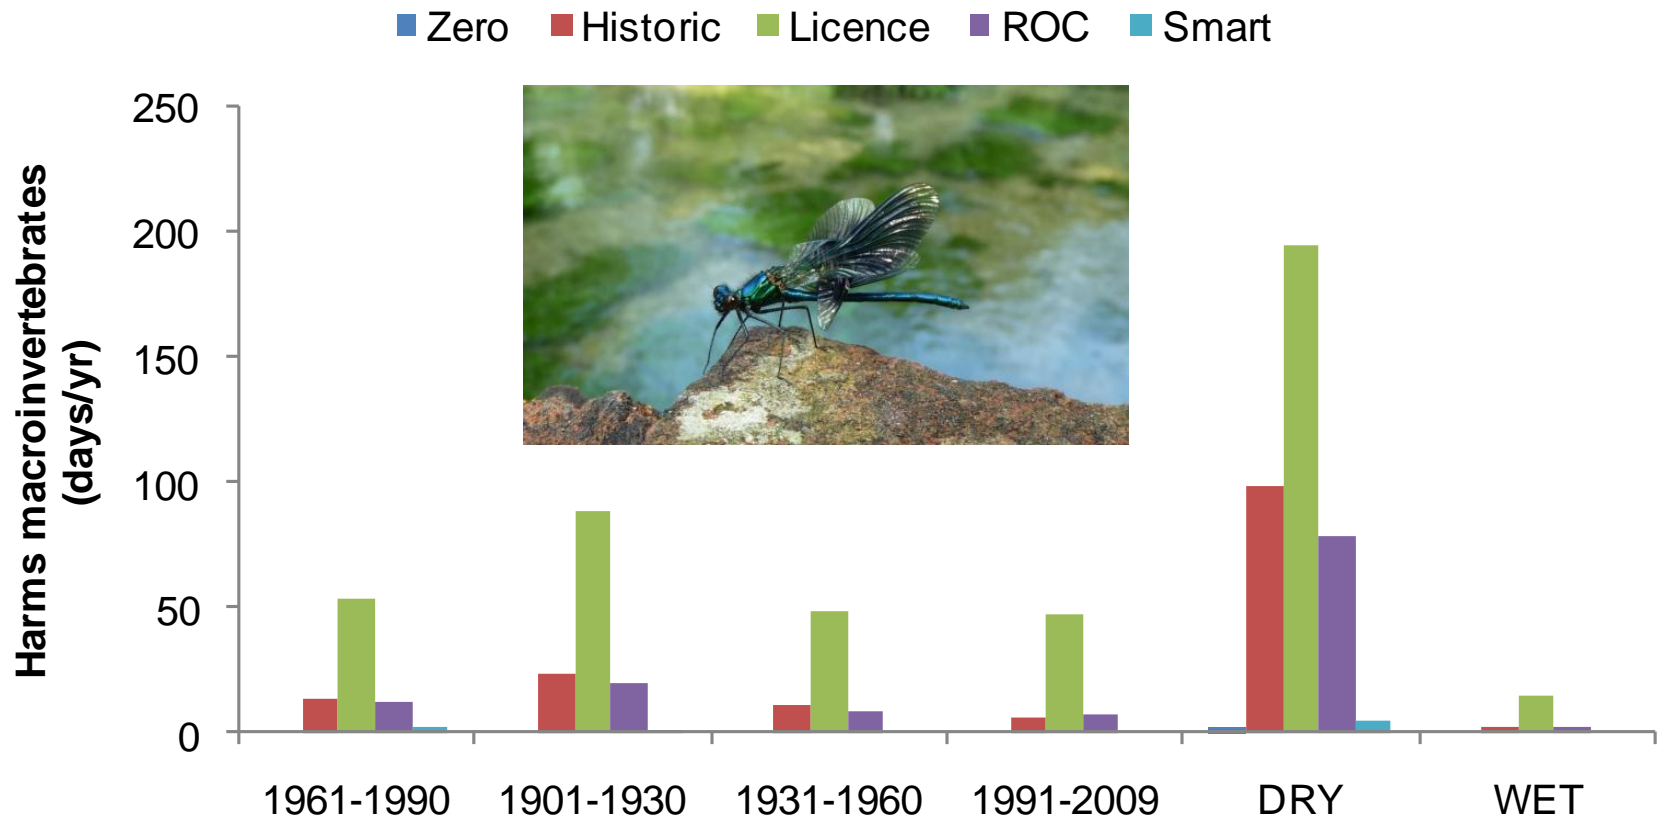 Zero Historic Licence ROC Smart
Harms macroinvertebrates
(days/yr)
250
200
150
100
50
0
1961-1990 1901-1930 1931-1960 1991-2009 DRY WET